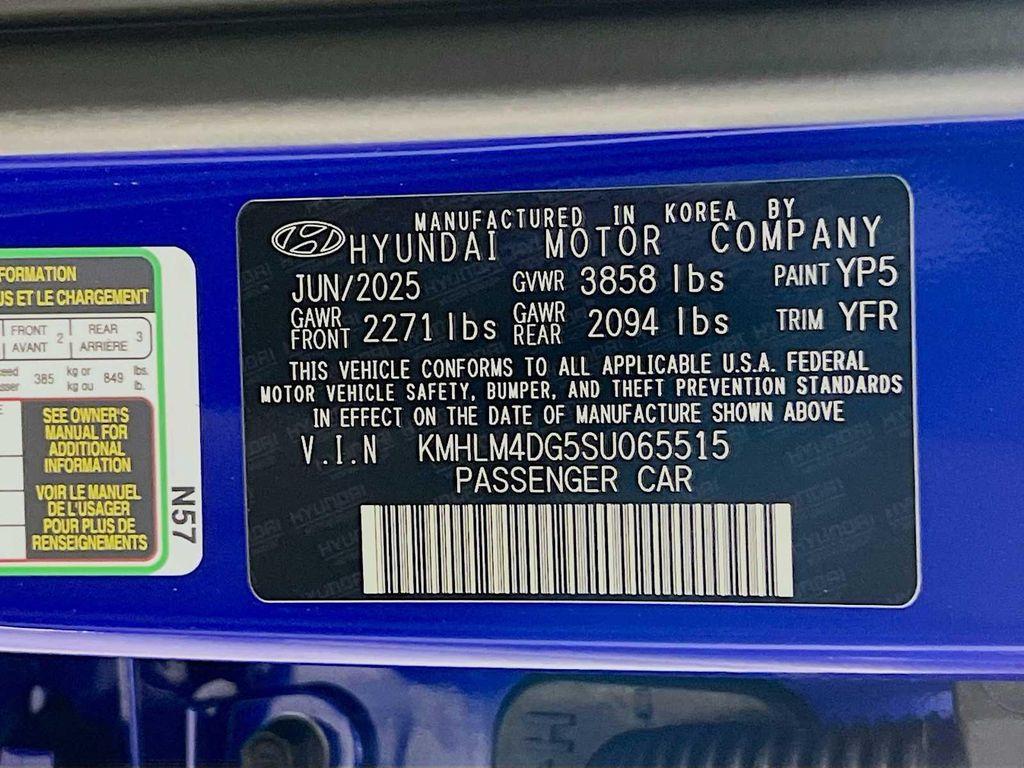 FORMATION
US ET LE CHARGEMENT
FRONT 2 REAR 3
AVANT ARRIÈRE
385 kg or 849 lbs.
kg ou lb.
SEE OWNER'S
MANUAL FOR
ADDITIONAL
INFORMATION
VOIR LE MANUEL
DE L'USAGER
POUR PLUS DE
RENSEIGNEMENTS
N57
MANUFACTURED IN KOREA BY
HYUNDAI MOTOR COMPANY
JUN/2025 GVWR 3858 lbs PAINT YP5
GAWR FRONT 2271 lbs GAWR REAR 2094 lbs TRIM YFR
THIS VEHICLE CONFORMS TO ALL APPLICABLE U.S.A. FEDERAL
MOTOR VEHICLE SAFETY, BUMPER, AND THEFT PREVENTION STANDARDS
IN EFFECT ON THE DATE OF MANUFACTURE SHOWN ABOVE
V.I.N KMHLM4DG5SU065515
PASSENGER CAR